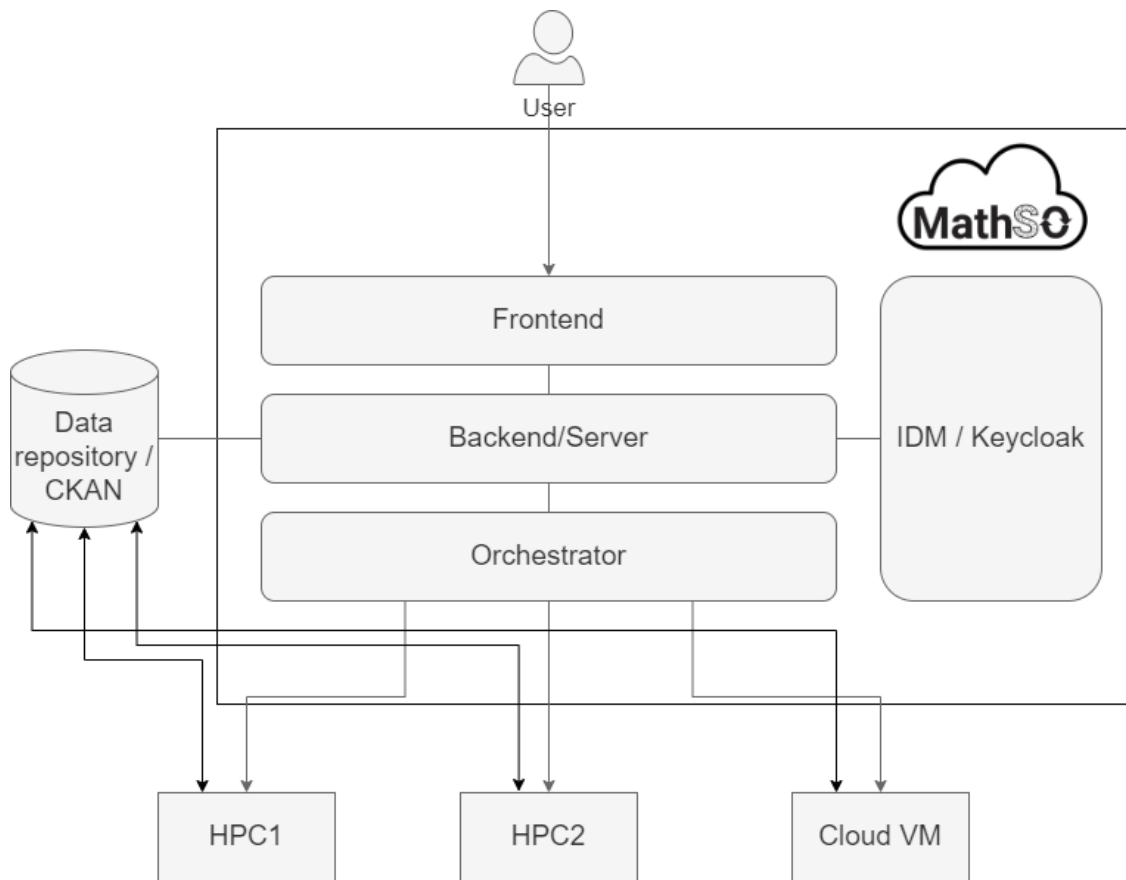 User
MathSO
Frontend
Data
repository /
CKAN
Backend/Server
IDM / Keycloak
Orchestrator
HPC1
HPC2
Cloud VM